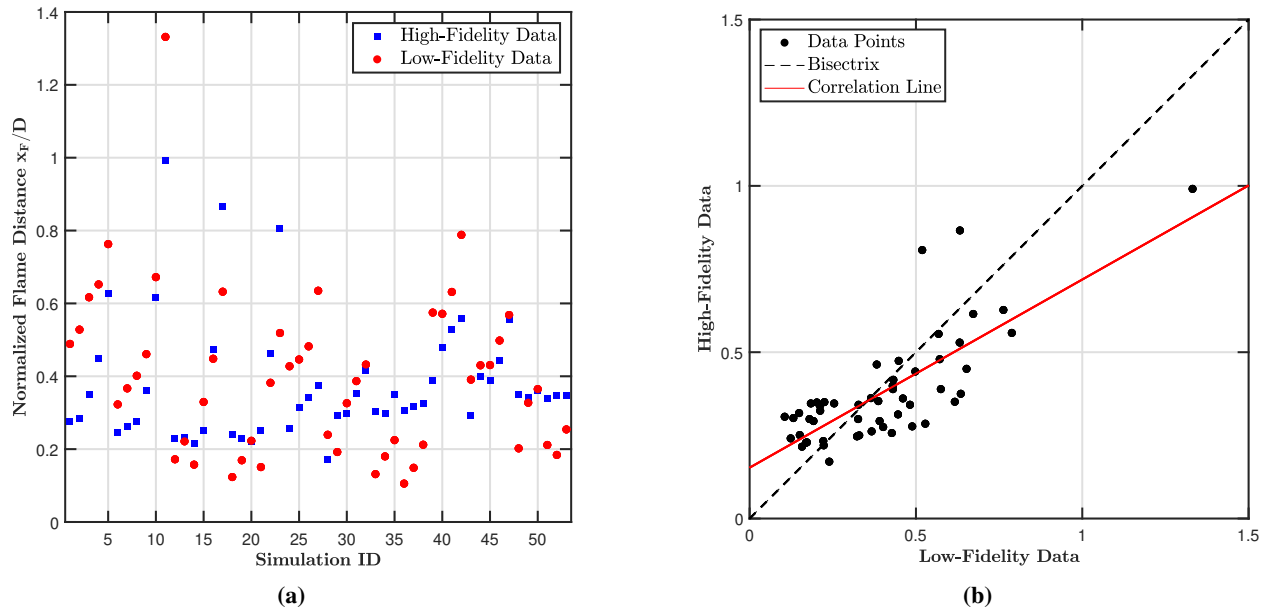 1.4
1.2
1
0.8
0.6
0.4
0.2
0
Normalized Flame Distance x_F/D
High-Fidelity Data
Low-Fidelity Data
5 10 15 20 25 30 35 40 45 50
Simulation ID
(a)
1.5
1
0.5
0
High-Fidelity Data
Data Points
Bisectrix
Correlation Line
0 0.5 1 1.5
Low-Fidelity Data
(b)